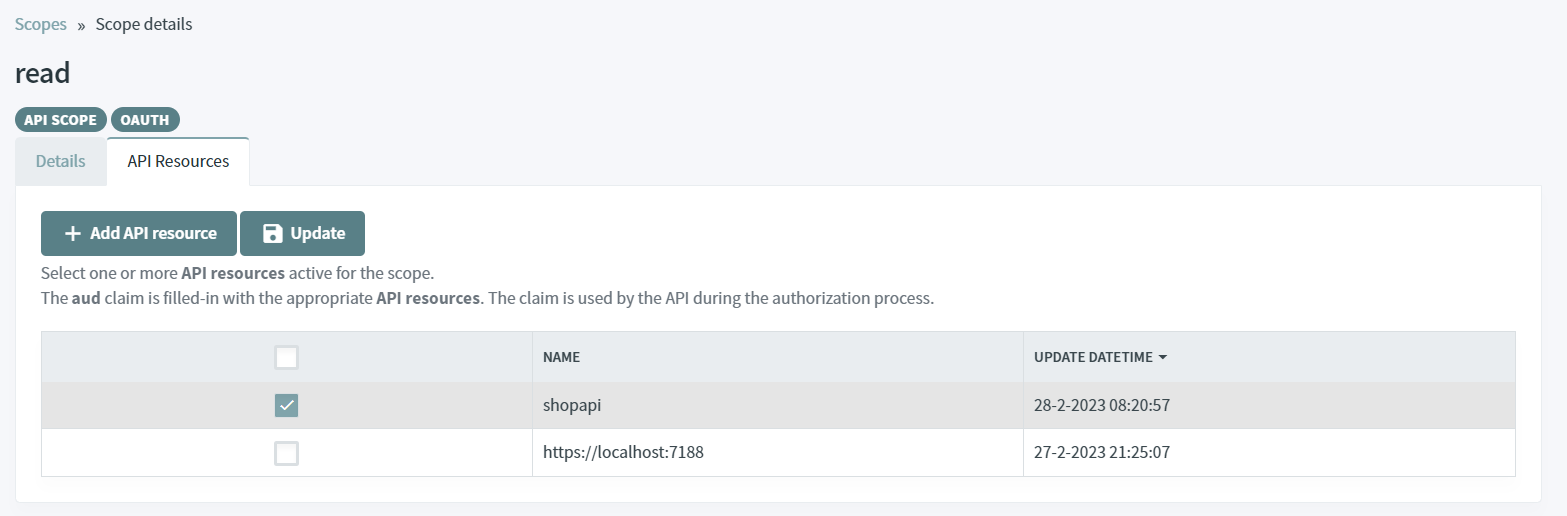 Scopes » Scope details
read
API SCOPE OAUTH
Details API Resources
Add API resource Update
Select one or more API resources active for the scope.
The aud claim is filled-in with the appropriate API resources. The claim is used by the API during the authorization process.
NAME UPDATE DATETIME
shopapi 28-2-2023 08:20:57
https://localhost:7188 27-2-2023 21:25:07